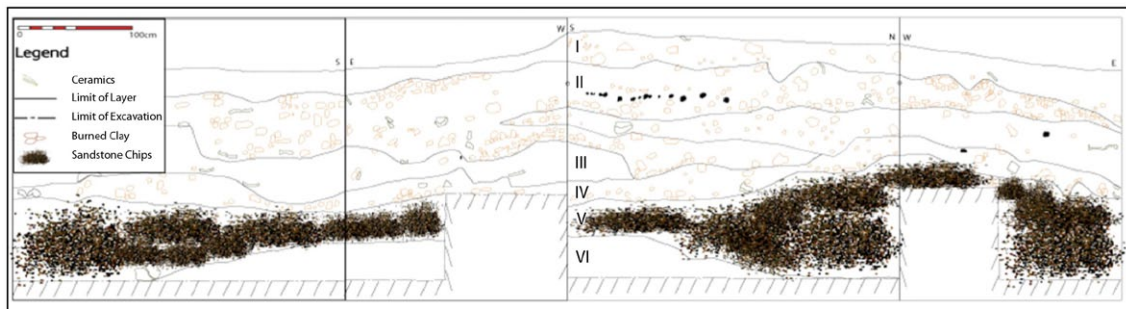 0 100cm
Legend
Ceramics
Limit of Layer
Limit of Excavation
Burned Clay
Sandstone Chips
S E
W S
N W
E
I
II
III
IV
V
VI